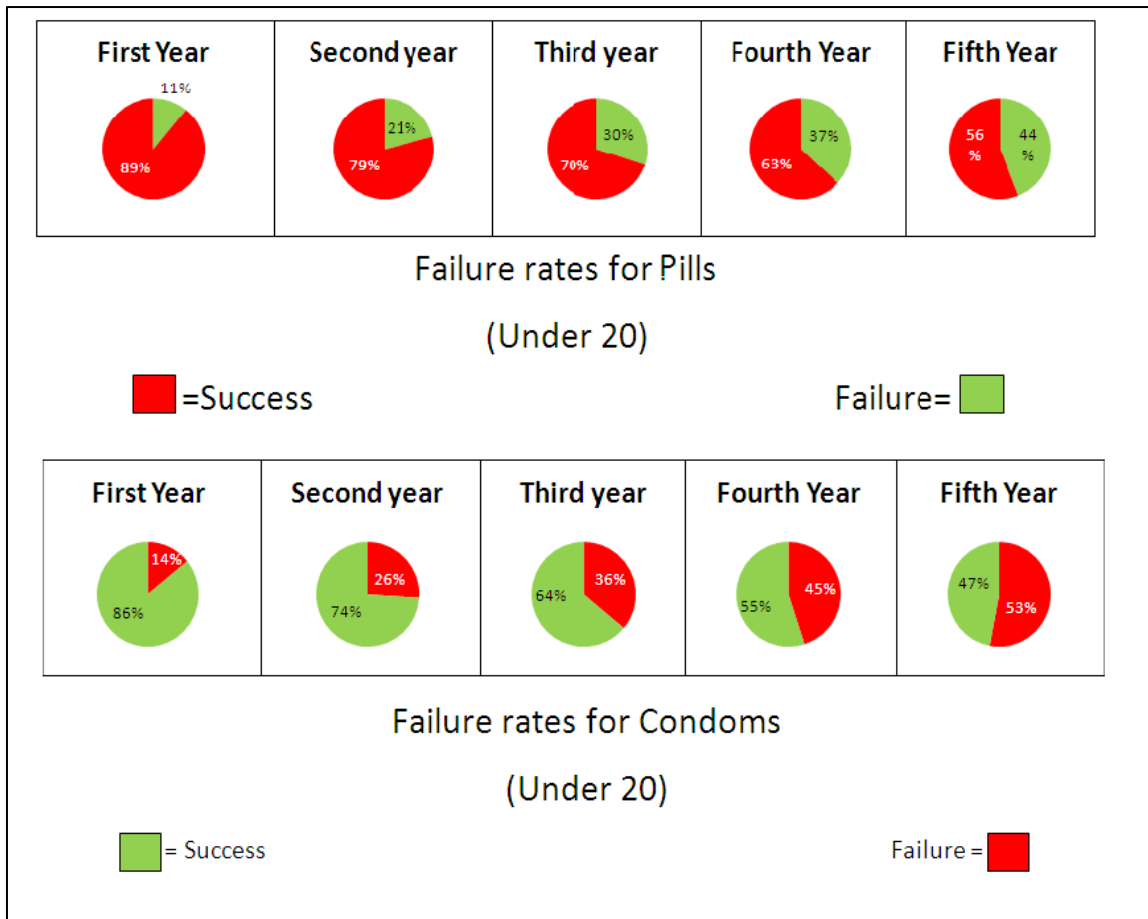 First Year Second year Third year Fourth Year Fifth Year
11%
89%
21%
79%
30%
70%
37%
63%
56
%
44
%
Failure rates for Pills
(Under 20)
=Success Failure=
First Year Second year Third year Fourth Year Fifth Year
14%
86%
26%
74%
36%
64%
45%
55%
47%
53%
Failure rates for Condoms
(Under 20)
= Success Failure =